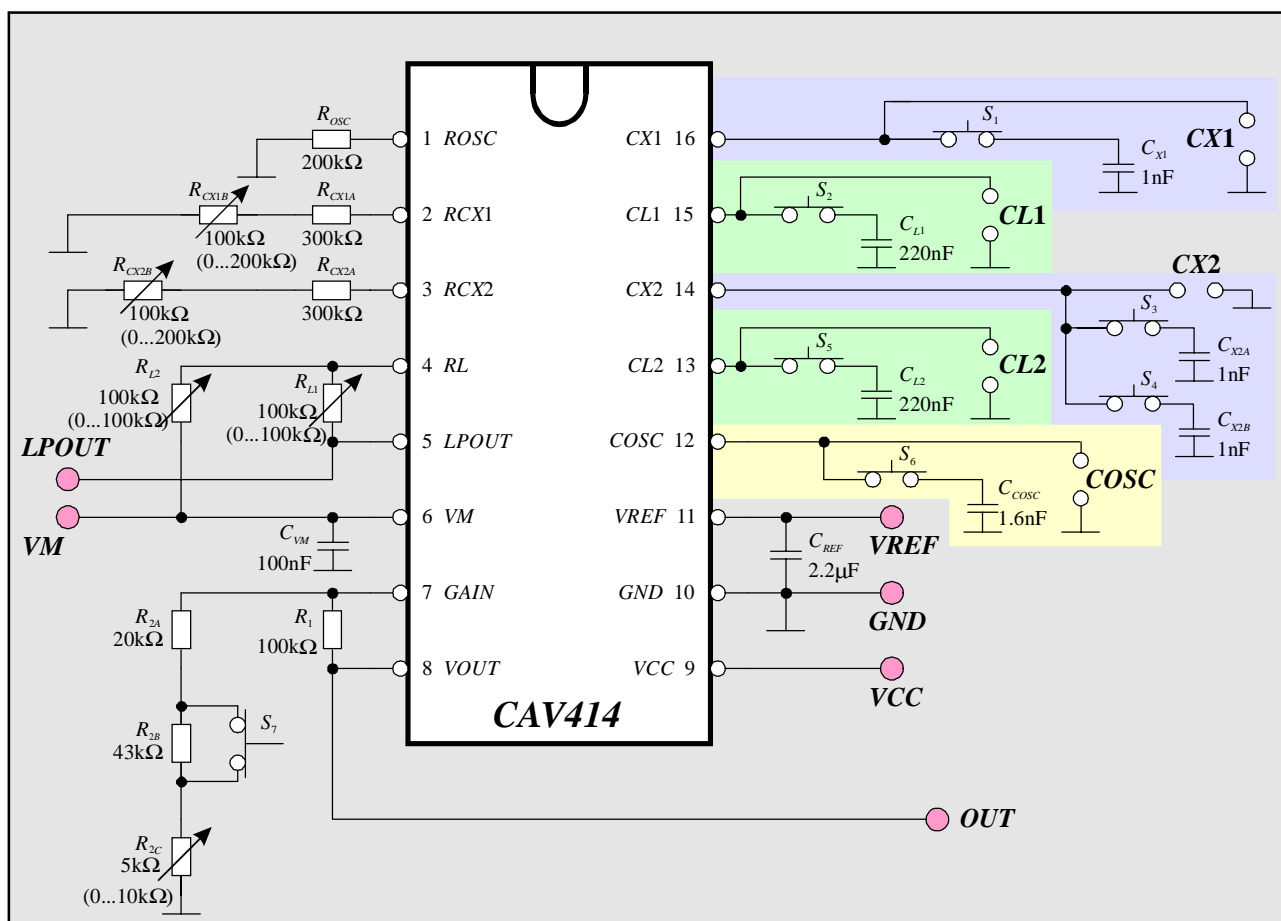 R_OSC
200kΩ
R_CX1B
100kΩ
(0...200kΩ)
R_CX1A
300kΩ
R_CX2B
100kΩ
(0...200kΩ)
R_CX2A
300kΩ
R_L2
100kΩ
(0...100kΩ)
R_L1
100kΩ
(0...100kΩ)
LPOUT
VM
C_VM
100nF
R_2A
20kΩ
R_1
100kΩ
R_2B
43kΩ
S_7
R_2C
5kΩ
(0...10kΩ)
1 ROSC
2 RCX1
3 RCX2
4 RL
5 LPOUT
6 VM
7 GAIN
8 VOUT
CX1 16
CL1 15
CX2 14
CL2 13
COSC 12
VREF 11
GND 10
VCC 9
CAV414
S_1
C_X1
1nF
CX1
S_2
C_L1
220nF
CL1
CX2
S_3
C_X2A
1nF
S_4
C_X2B
1nF
S_5
C_L2
220nF
CL2
S_6
C_COSC
1.6nF
COSC
C_REF
2.2µF
VREF
GND
VCC
OUT